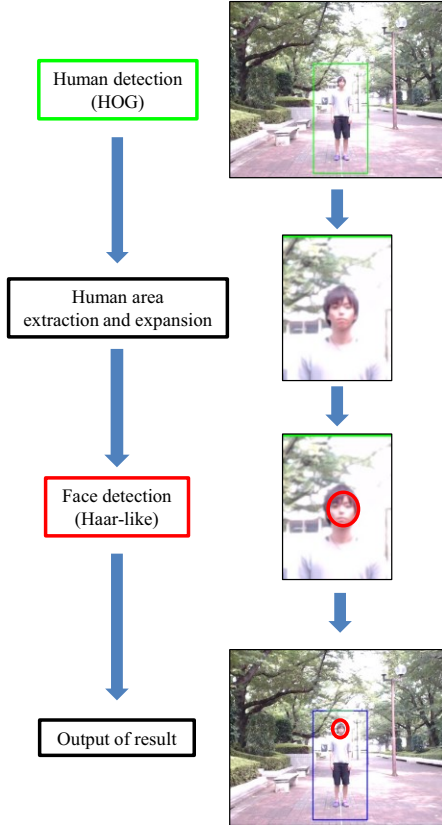 Human detection
(HOG)
Human area
extraction and expansion
Face detection
(Haar-like)
Output of result